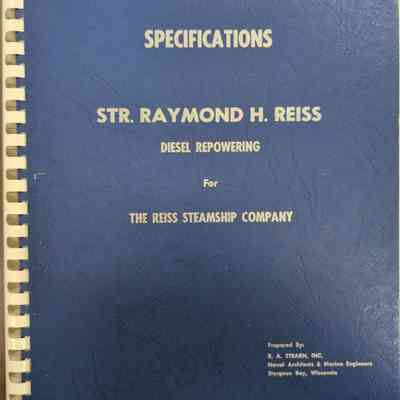 SPECIFICATIONS
STR. RAYMOND H. REISS
DIESEL REPOWERING
For
THE REISS STEAMSHIP COMPANY
Prepared By:
R. A. STEARN, INC.
Naval Architects & Marine Engineers
Sturgeon Bay, Wisconsin